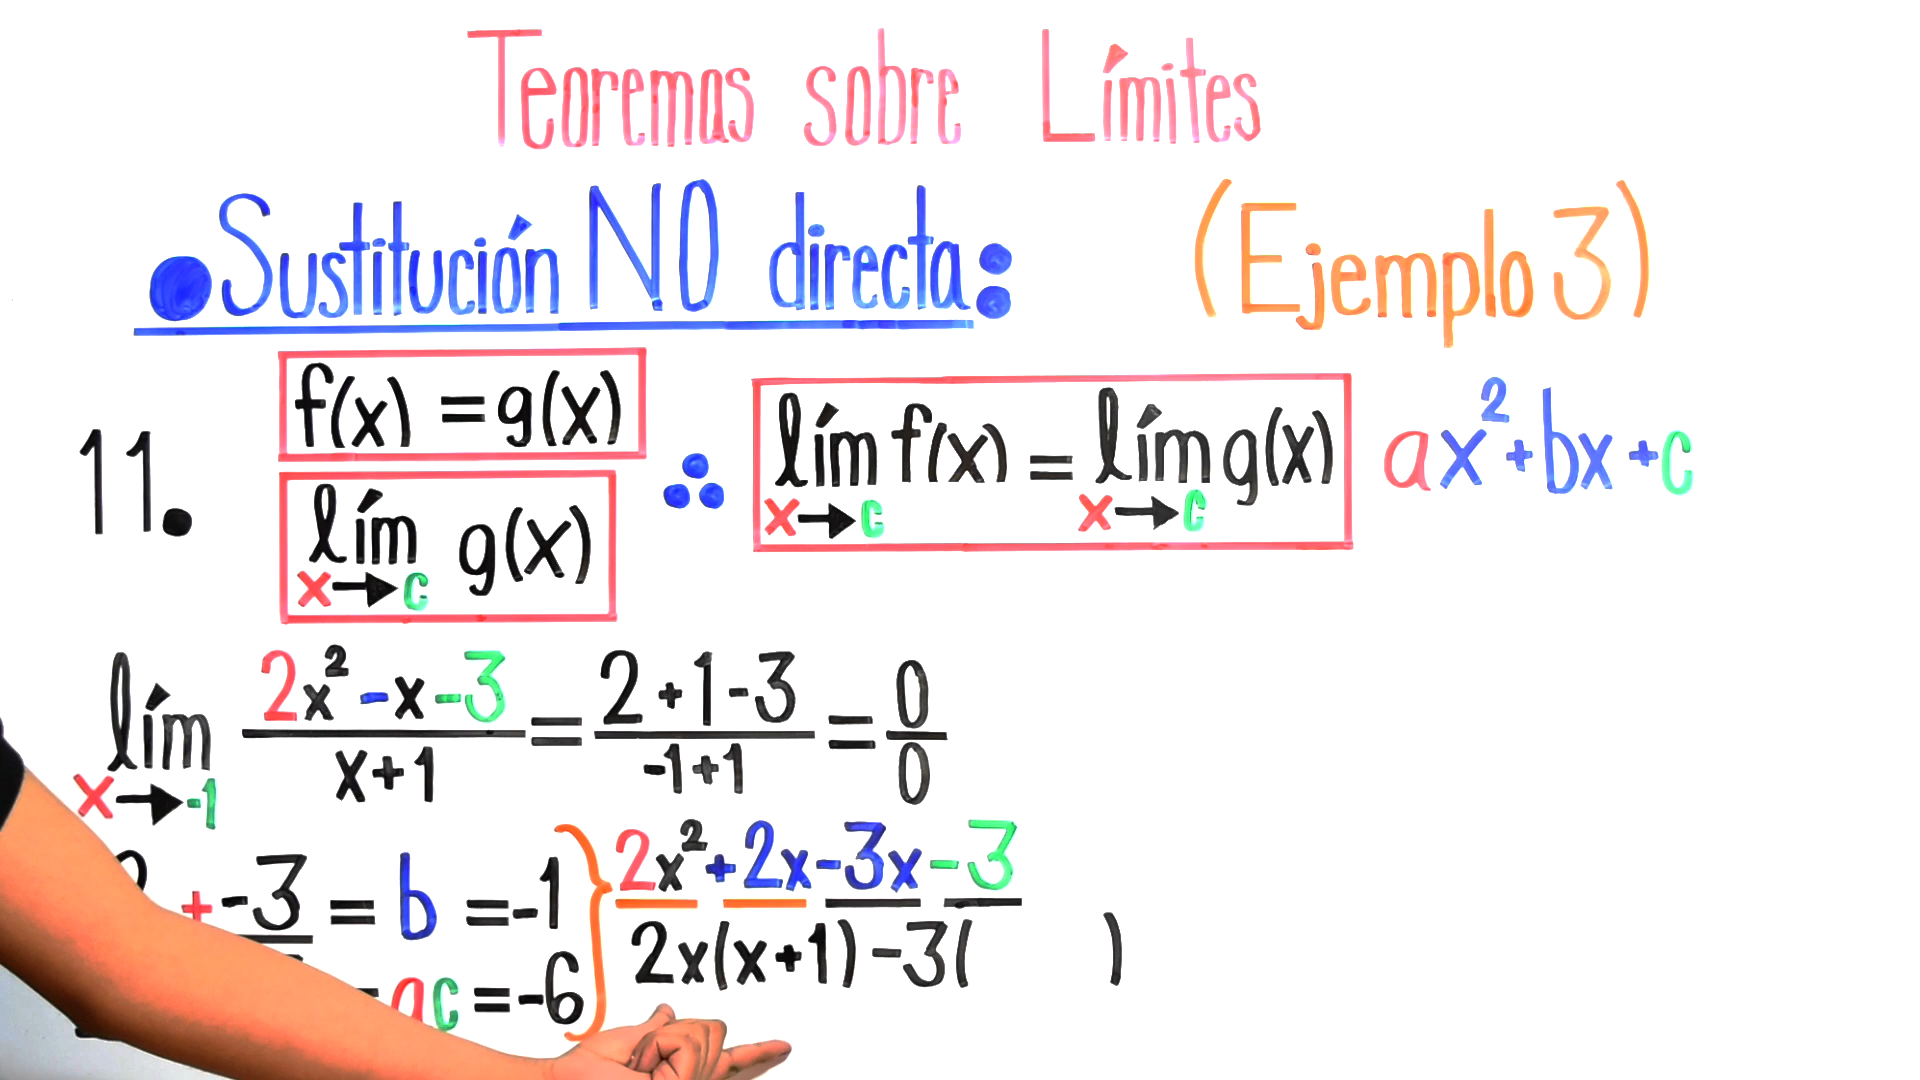 Teoremas sobre Límites
Sustitución NO directa: (Ejemplo 3)
11. f(x) = g(x)
lím x→c g(x)
∴ lím x→c f(x) = lím x→c g(x) ax²+bx+c
lím x→-1 2x²-x-3 / x+1 = 2+1-3 / -1+1 = 0/0
+ -3 = b = -1
= ac = -6
2x²+2x-3x-3
2x(x+1)-3( )